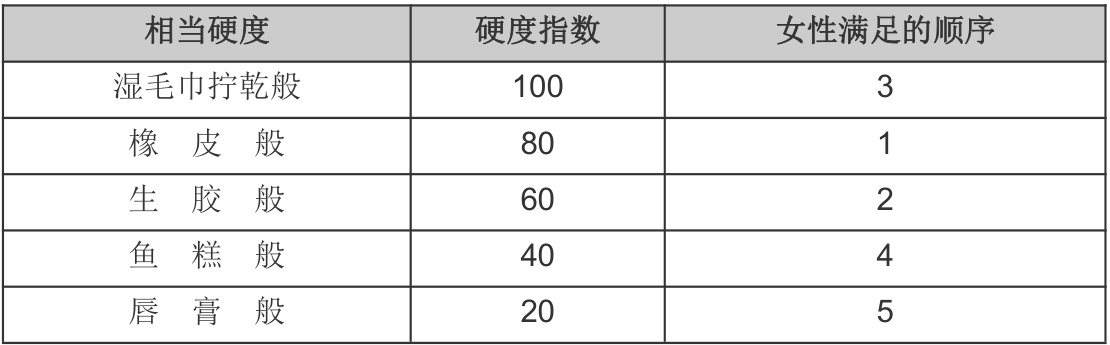 相当硬度 硬度指数 女性满足的顺序
湿毛巾拧乾般 100 3
橡皮般 80 1
生胶般 60 2
鱼糕般 40 4
唇膏般 20 5